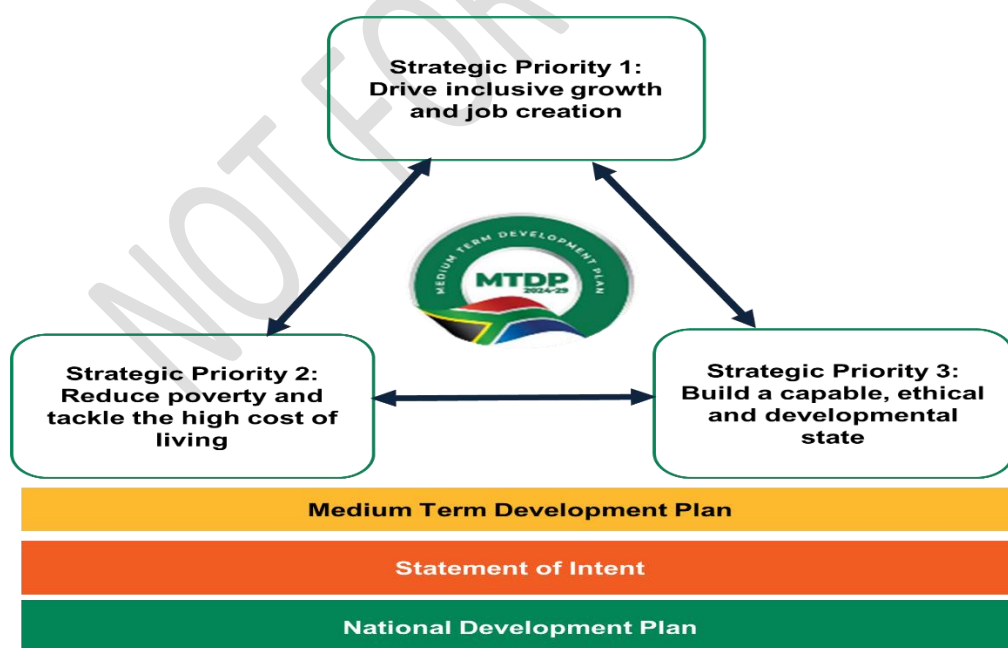 NOT FOR
Strategic Priority 1:
Drive inclusive growth
and job creation
MEDIUM TERM DEVELOPMENT PLAN
MTDP
2024-29
Strategic Priority 2:
Reduce poverty and
tackle the high cost of
living
Strategic Priority 3:
Build a capable, ethical
and developmental
state
Medium Term Development Plan
Statement of Intent
National Development Plan